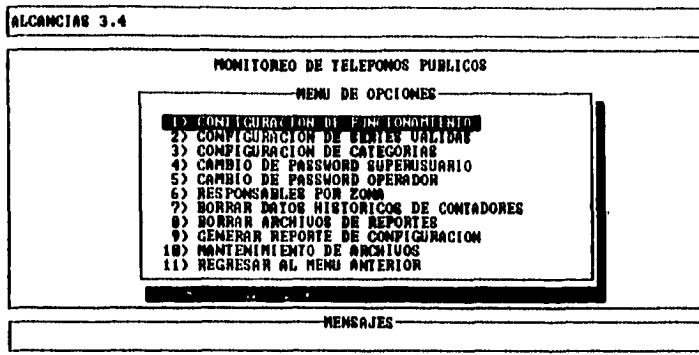 ALCANCIAS 3.4
MONITOREO DE TELEFONOS PUBLICOS
MENU DE OPCIONES
1) CONFIGURACION DE FUNCIONAMIENTO
2) CONFIGURACION DE SERIES VALIDAS
3) CONFIGURACION DE CATEGORIAS
4) CAMBIO DE PASSWORD SUPERUSUARIO
5) CAMBIO DE PASSWORD OPERADOR
6) RESPONSABLES POR ZONA
7) BORRAR DATOS HISTORICOS DE CONTADORES
8) BORRAR ARCHIVOS DE REPORTES
9) GENERAR REPORTE DE CONFIGURACION
10) MANTENIMIENTO DE ARCHIVOS
11) REGRESAR AL MENU ANTERIOR
MENSAJES